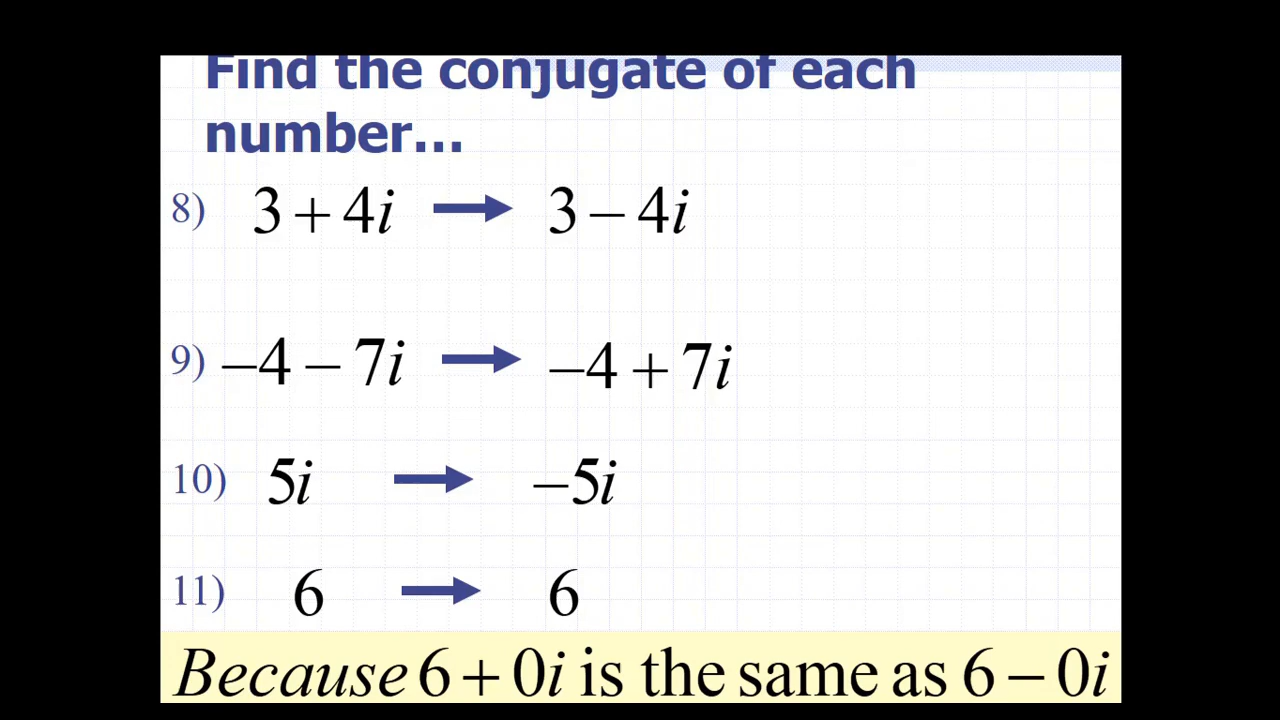 Find the conjugate of each
number...
8) 3 + 4i → 3 − 4i
9) −4 − 7i → −4 + 7i
10) 5i → −5i
11) 6 → 6
Because 6 + 0i is the same as 6 − 0i